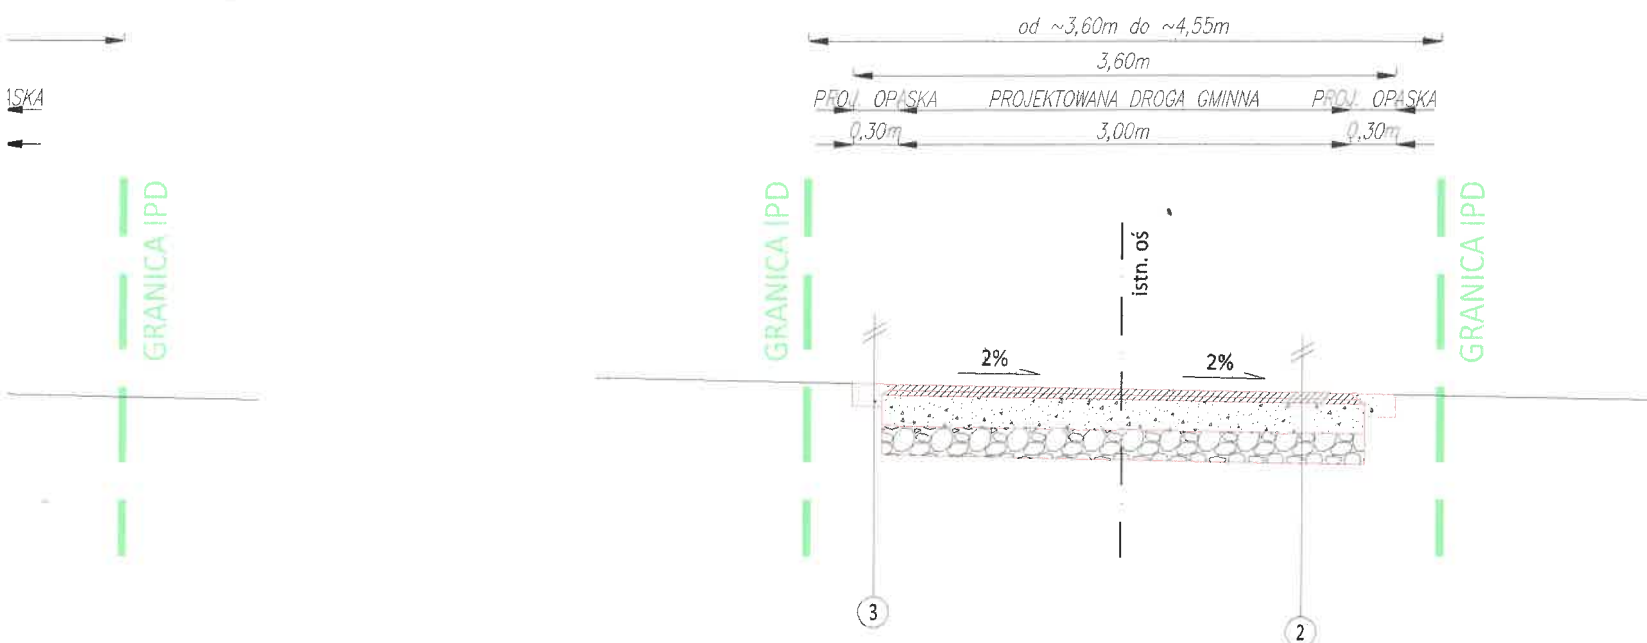 od ~3,60m do ~4,55m
3,60m
ASKA
PROJ. OPASKA PROJEKTOWANA DROGA GMINNA PROJ. OPASKA
0,30m 3,00m 0,30m
GRANICA IPD
GRANICA IPD
istn. oś
GRANICA IPD
2% 2%
3
2